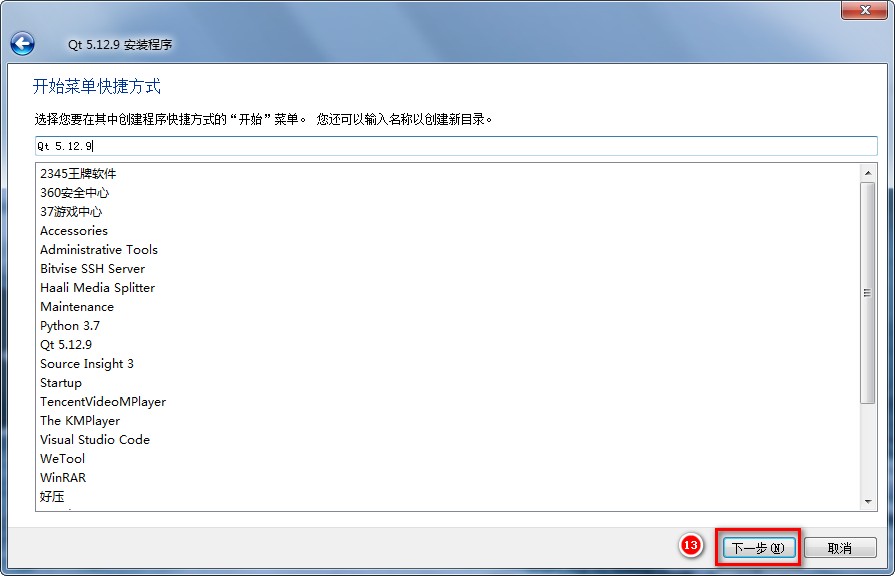 Qt 5.12.9 安装程序
开始菜单快捷方式
选择您要在其中创建程序快捷方式的“开始”菜单。 您还可以输入名称以创建新目录。
Qt 5.12.9
2345王牌软件
360安全中心
37游戏中心
Accessories
Administrative Tools
Bitvise SSH Server
Haali Media Splitter
Maintenance
Python 3.7
Qt 5.12.9
Source Insight 3
Startup
TencentVideoMPlayer
The KMPlayer
Visual Studio Code
WeTool
WinRAR
好压
13 下一步(N) 取消